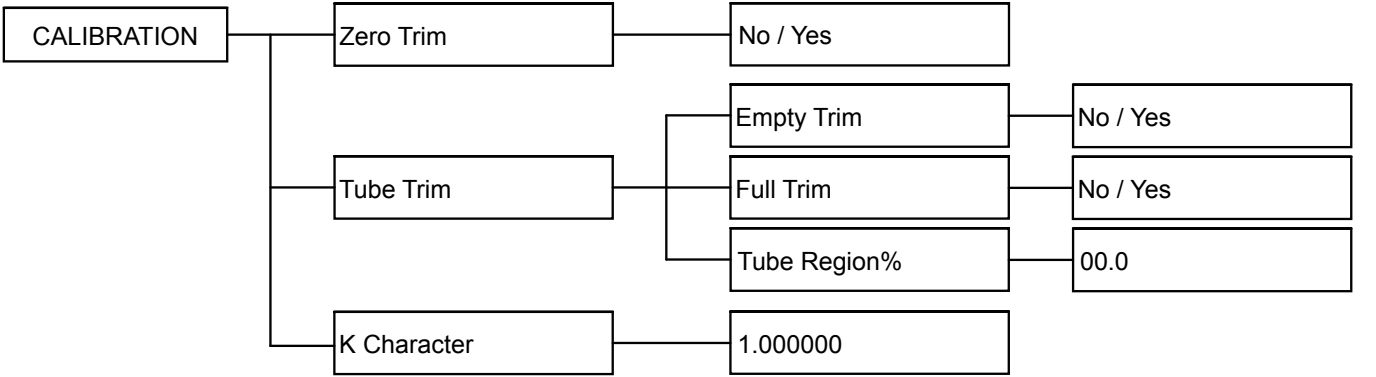 CALIBRATION
Zero Trim
No / Yes
Tube Trim
Empty Trim
No / Yes
Full Trim
No / Yes
Tube Region%
00.0
K Character
1.000000